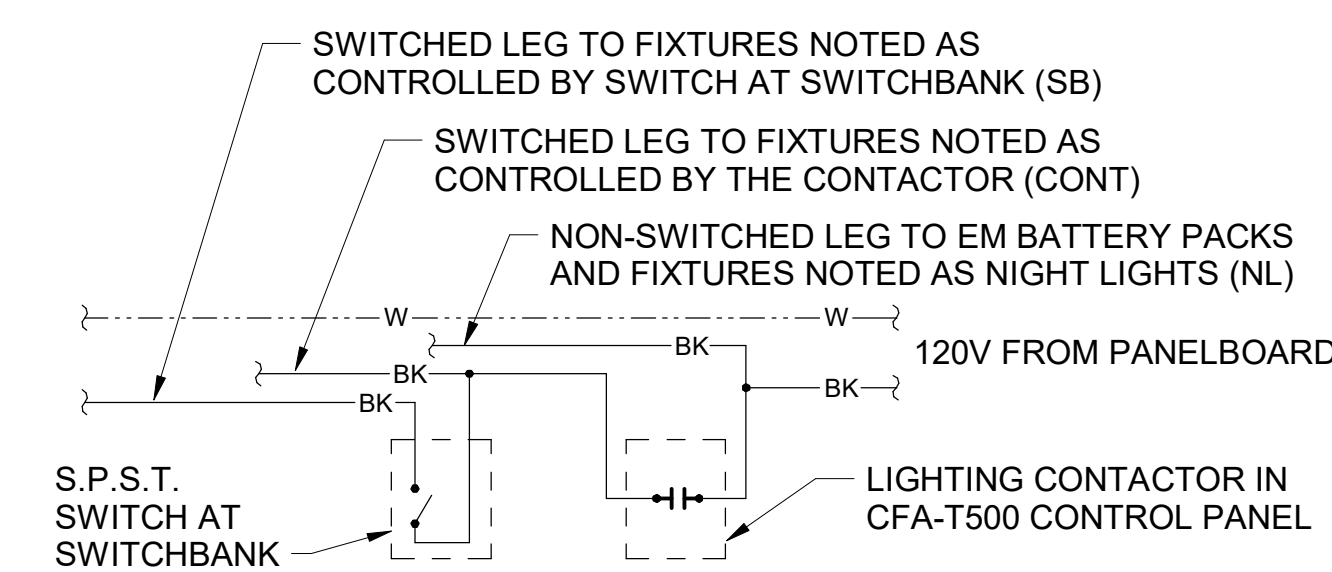 SWITCHED LEG TO FIXTURES NOTED AS
CONTROLLED BY SWITCH AT SWITCHBANK (SB)
SWITCHED LEG TO FIXTURES NOTED AS
CONTROLLED BY THE CONTACTOR (CONT)
NON-SWITCHED LEG TO EM BATTERY PACKS
AND FIXTURES NOTED AS NIGHT LIGHTS (NL)
W
W
BK
120V FROM PANELBOARD
BK
BK
BK
S.P.S.T.
SWITCH AT
SWITCHBANK
LIGHTING CONTACTOR IN
CFA-T500 CONTROL PANEL